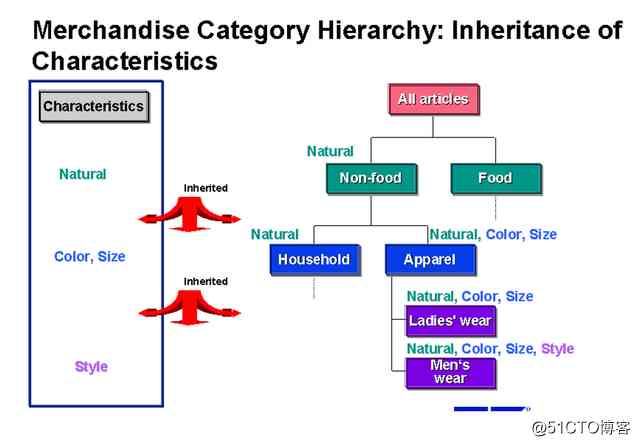 Merchandise Category Hierarchy: Inheritance of
Characteristics
Characteristics
All articles
Natural
Natural
Inherited
Non-food
Food
Natural
Natural, Color, Size
Color, Size
Household
Apparel
Inherited
Natural, Color, Size
Ladies' wear
Natural, Color, Size, Style
Style
Men's
wear
@51CTO博客